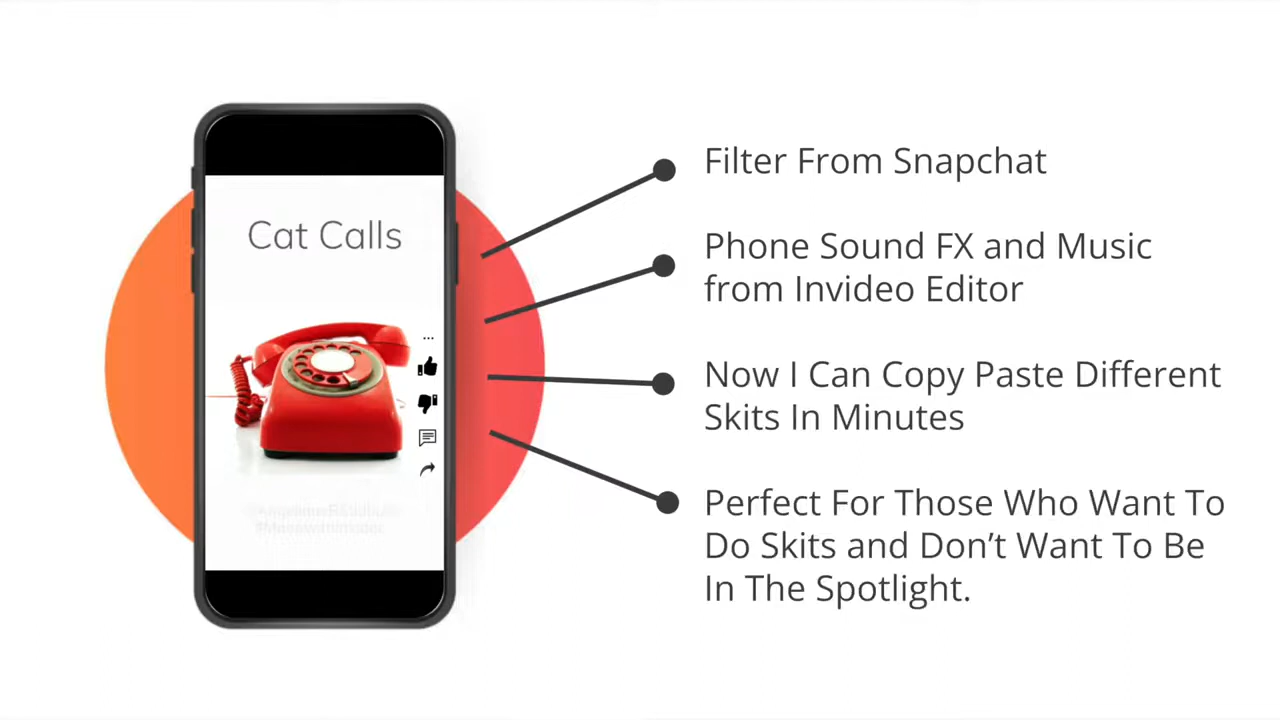 Cat Calls
Filter From Snapchat
Phone Sound FX and Music
from Invideo Editor
Now I Can Copy Paste Different
Skits In Minutes
Perfect For Those Who Want To
Do Skits and Don’t Want To Be
In The Spotlight.